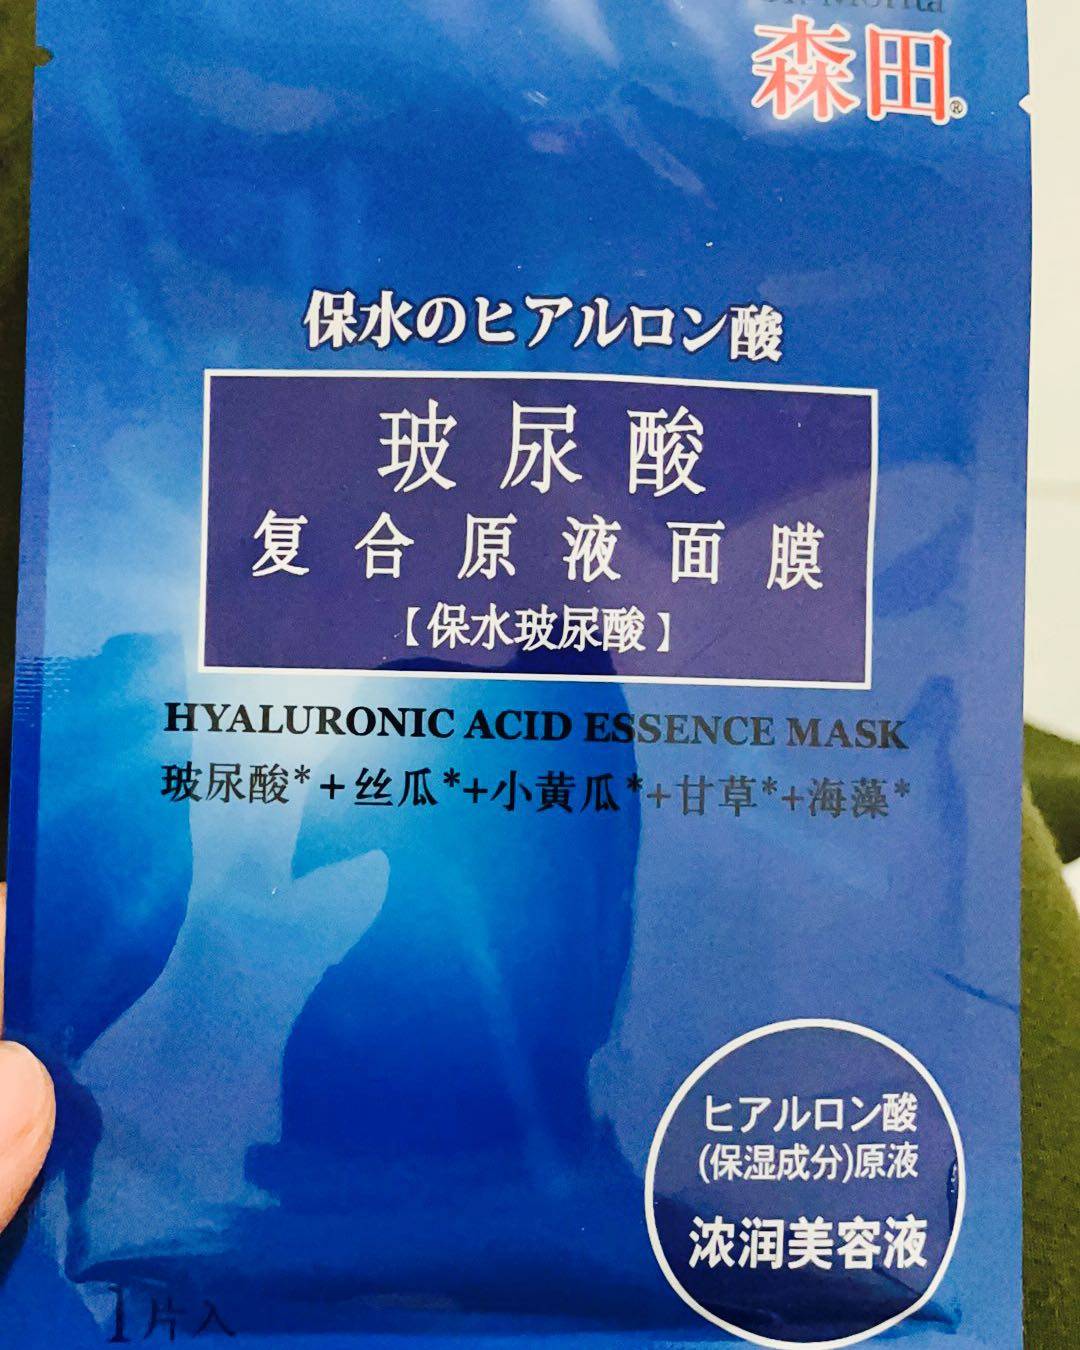 Dr. Morita
森田®
保水のヒアルロン酸
玻尿酸
复合原液面膜
【保水玻尿酸】
HYALURONIC ACID ESSENCE MASK
玻尿酸*+丝瓜*+小黄瓜*+甘草*+海藻*
ヒアルロン酸
(保湿成分)原液
浓润美容液
1片入